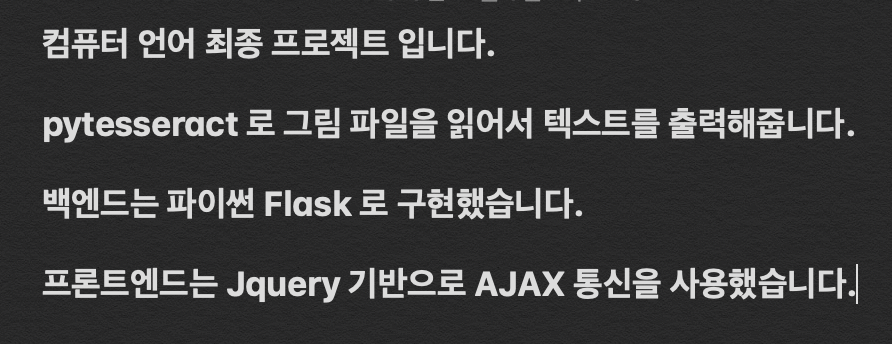 컴퓨터 언어 최종 프로젝트 입니다.
pytesseract 로 그림 파일을 읽어서 텍스트를 출력해줍니다.
백엔드는 파이썬 Flask 로 구현했습니다.
프론트엔드는 Jquery 기반으로 AJAX 통신을 사용했습니다.